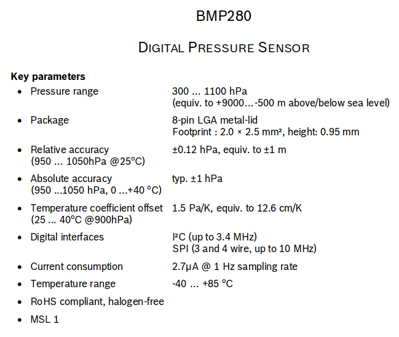 BMP280
DIGITAL PRESSURE SENSOR
Key parameters
• Pressure range 300 ... 1100 hPa
(equiv. to +9000...-500 m above/below sea level)
• Package 8-pin LGA metal-lid
Footprint : 2.0 × 2.5 mm², height: 0.95 mm
• Relative accuracy ±0.12 hPa, equiv. to ±1 m
(950 ... 1050hPa @25°C)
• Absolute accuracy typ. ±1 hPa
(950 ...1050 hPa, 0 ...+40 °C)
• Temperature coefficient offset 1.5 Pa/K, equiv. to 12.6 cm/K
(25 ... 40°C @900hPa)
• Digital interfaces I²C (up to 3.4 MHz)
SPI (3 and 4 wire, up to 10 MHz)
• Current consumption 2.7µA @ 1 Hz sampling rate
• Temperature range -40 ... +85 °C
• RoHS compliant, halogen-free
• MSL 1